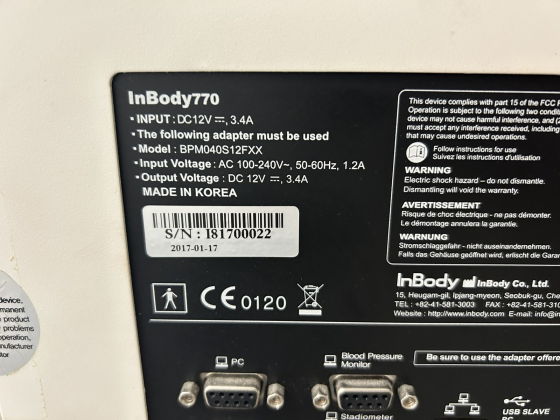 InBody770
• INPUT : DC12V ⎓, 3.4A
• The following adapter must be used
• Model : BPM040S12FXX
• Input Voltage : AC 100-240V~, 50-60Hz, 1.2A
• Output Voltage : DC 12V ⎓, 3.4A
MADE IN KOREA
S/N : I81700022
2017-01-17
CE 0120
This device complies with part 15 of the FCC
Operation is subject to the following two
device may not cause harmful interference, and (2
must accept any interference received, including
that may cause undesired operation.
Follow instructions for use
Suivez les instructions d'utilisation
WARNING
Electric shock hazard – do not dismantle.
Dismantling will void the warranty.
AVERTISSEMENT
Risque de choc électrique - ne pas démonter.
Le démontage annulera la garantie.
WARNUNG
Stromschlaggefahr - nicht auseinandernehmen.
Falls das Gehäuse geöffnet wird, erlischt die
InBody InBody Co., Ltd.
15, Heugam-gil, Ipjang-myeon, Seobuk-gu,
TEL : +82-41-581-3003 FAX : +82-41-581-310
Website : http://www.inbody.com E-mail:
device,
product
problems
operation,
PC
Blood Pressure
Monitor
Stadiometer
Be sure to use the adapter
USB SLAVE
PC